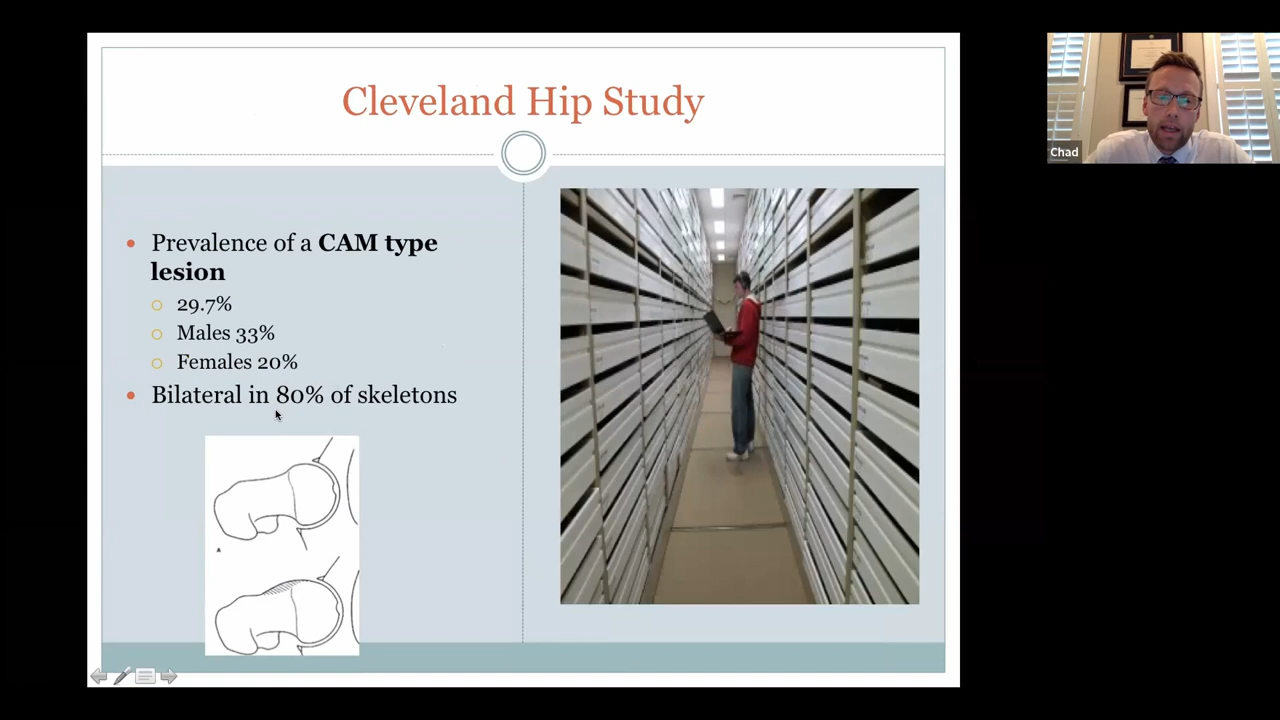 Cleveland Hip Study
Prevalence of a CAM type
lesion
29.7%
Males 33%
Females 20%
Bilateral in 80% of skeletons
A
Chad